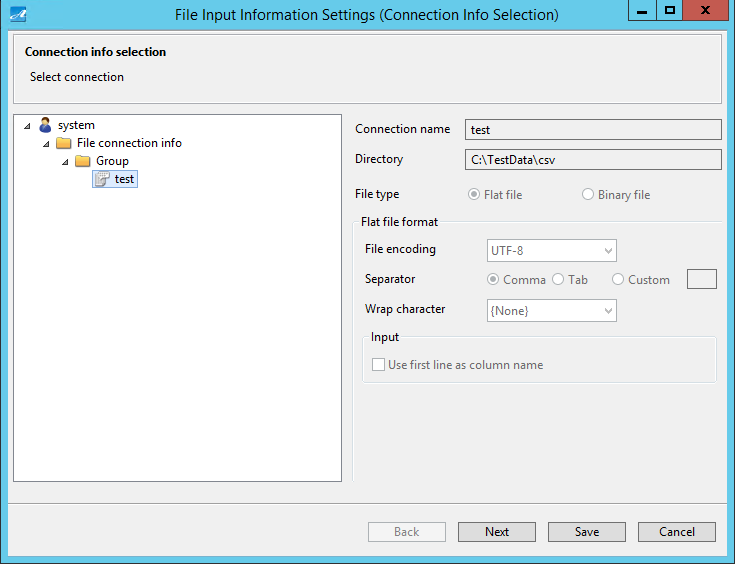 File Input Information Settings (Connection Info Selection)
Connection info selection
Select connection
system
File connection info
Group
test
Connection name test
Directory C:\TestData\csv
File type Flat file Binary file
Flat file format
File encoding UTF-8
Separator Comma Tab Custom
Wrap character {None}
Input
Use first line as column name
Back Next Save Cancel